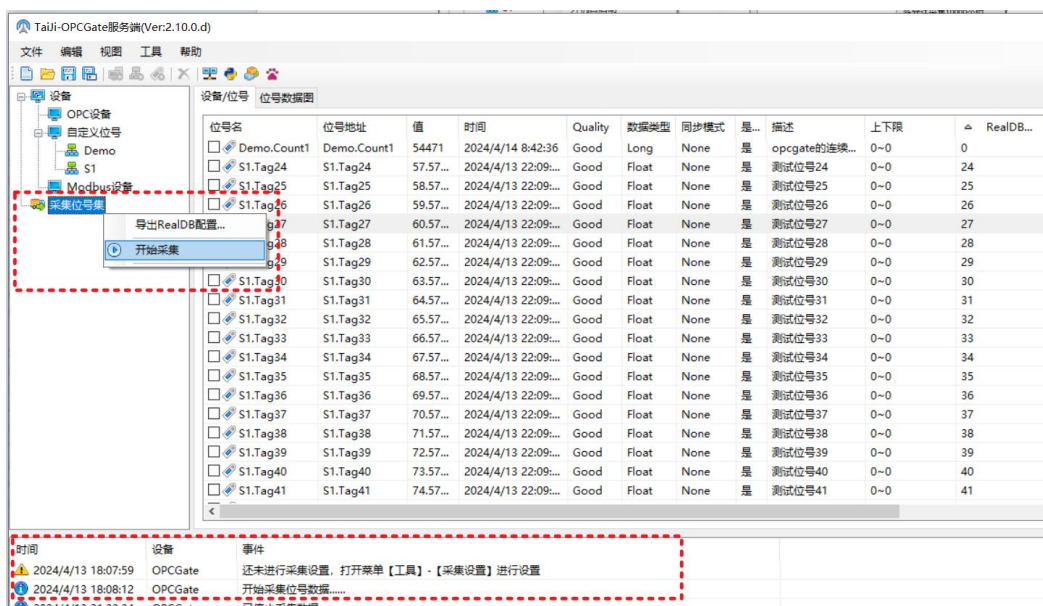 TaiJi-OPCGate服务端(Ver:2.10.0.d)
文件 编辑 视图 工具 帮助
设备
OPC设备
自定义位号
Demo
S1
Modbus设备
采集位号集
导出RealDB配置...
开始采集
设备/位号 位号数据图
位号名 位号地址 值 时间 Quality 数据类型 同步模式 是... 描述 上下限 RealDB...
Demo.Count1 Demo.Count1 54471 2024/4/14 8:42:36 Good Long None 是 opcgate的连续... 0~0 0
S1.Tag24 S1.Tag24 57.57... 2024/4/13 22:09:... Good Float None 是 测试位号24 0~0 24
S1.Tag25 S1.Tag25 58.57... 2024/4/13 22:09:... Good Float None 是 测试位号25 0~0 25
S1.Tag26 S1.Tag26 59.57... 2024/4/13 22:09:... Good Float None 是 测试位号26 0~0 26
g27 S1.Tag27 60.57... 2024/4/13 22:09:... Good Float None 是 测试位号27 0~0 27
g28 S1.Tag28 61.57... 2024/4/13 22:09:... Good Float None 是 测试位号28 0~0 28
g29 S1.Tag29 62.57... 2024/4/13 22:09:... Good Float None 是 测试位号29 0~0 29
S1.Tag30 S1.Tag30 63.57... 2024/4/13 22:09:... Good Float None 是 测试位号30 0~0 30
S1.Tag31 S1.Tag31 64.57... 2024/4/13 22:09:... Good Float None 是 测试位号31 0~0 31
S1.Tag32 S1.Tag32 65.57... 2024/4/13 22:09:... Good Float None 是 测试位号32 0~0 32
S1.Tag33 S1.Tag33 66.57... 2024/4/13 22:09:... Good Float None 是 测试位号33 0~0 33
S1.Tag34 S1.Tag34 67.57... 2024/4/13 22:09:... Good Float None 是 测试位号34 0~0 34
S1.Tag35 S1.Tag35 68.57... 2024/4/13 22:09:... Good Float None 是 测试位号35 0~0 35
S1.Tag36 S1.Tag36 69.57... 2024/4/13 22:09:... Good Float None 是 测试位号36 0~0 36
S1.Tag37 S1.Tag37 70.57... 2024/4/13 22:09:... Good Float None 是 测试位号37 0~0 37
S1.Tag38 S1.Tag38 71.57... 2024/4/13 22:09:... Good Float None 是 测试位号38 0~0 38
S1.Tag39 S1.Tag39 72.57... 2024/4/13 22:09:... Good Float None 是 测试位号39 0~0 39
S1.Tag40 S1.Tag40 73.57... 2024/4/13 22:09:... Good Float None 是 测试位号40 0~0 40
S1.Tag41 S1.Tag41 74.57... 2024/4/13 22:09:... Good Float None 是 测试位号41 0~0 41
时间 设备 事件
2024/4/13 18:07:59 OPCGate 还未进行采集设置，打开菜单【工具】-【采集设置】进行设置
2024/4/13 18:08:12 OPCGate 开始采集位号数据......